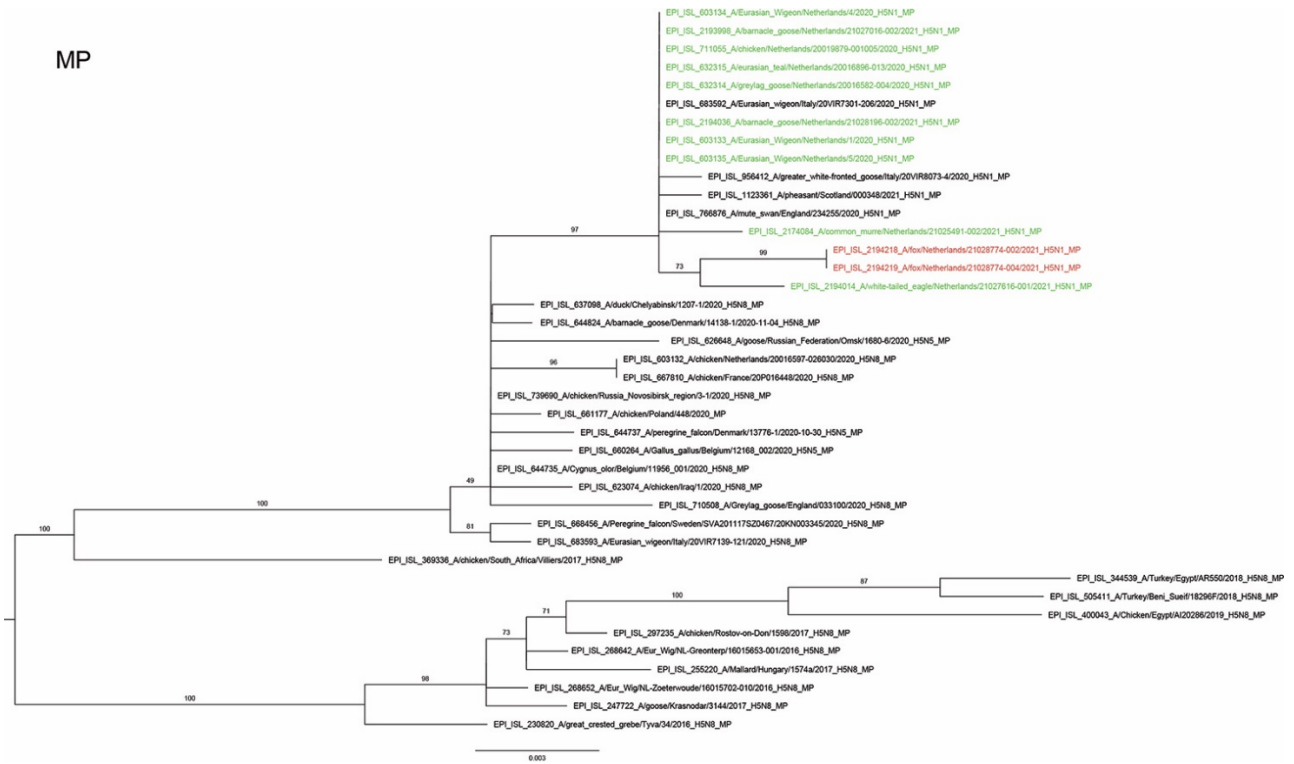 MP
EPI_ISL_603134_A/Eurasian_Wigeon/Netherlands/4/2020_H5N1_MP
EPI_ISL_2193998_A/barnacle_goose/Netherlands/21027016-002/2021_H5N1_MP
EPI_ISL_711055_A/chicken/Netherlands/20019879-001005/2020_H5N1_MP
EPI_ISL_632315_A/eurasian_teal/Netherlands/20016896-013/2020_H5N1_MP
EPI_ISL_632314_A/greylag_goose/Netherlands/20016582-004/2020_H5N1_MP
EPI_ISL_683592_A/Eurasian_wigeon/Italy/20VIR7301-206/2020_H5N1_MP
EPI_ISL_2194036_A/barnacle_goose/Netherlands/21028196-002/2021_H5N1_MP
EPI_ISL_603133_A/Eurasian_Wigeon/Netherlands/1/2020_H5N1_MP
EPI_ISL_603135_A/Eurasian_Wigeon/Netherlands/5/2020_H5N1_MP
EPI_ISL_956412_A/greater_white-fronted_goose/Italy/20VIR8073-4/2020_H5N1_MP
EPI_ISL_1123361_A/pheasant/Scotland/000348/2021_H5N1_MP
EPI_ISL_766876_A/mute_swan/England/234255/2020_H5N1_MP
97
EPI_ISL_2174084_A/common_murre/Netherlands/21025491-002/2021_H5N1_MP
99
EPI_ISL_2194218_A/fox/Netherlands/21028774-002/2021_H5N1_MP
73
EPI_ISL_2194219_A/fox/Netherlands/21028774-004/2021_H5N1_MP
EPI_ISL_2194014_A/white-tailed_eagle/Netherlands/21027616-001/2021_H5N1_MP
EPI_ISL_637098_A/duck/Chelyabinsk/1207-1/2020_H5N8_MP
EPI_ISL_644824_A/barnacle_goose/Denmark/14138-1/2020-11-04_H5N8_MP
EPI_ISL_626648_A/goose/Russian_Federation/Omsk/1680-6/2020_H5N5_MP
96
EPI_ISL_603132_A/chicken/Netherlands/20016597-026030/2020_H5N8_MP
EPI_ISL_667810_A/chicken/France/20P016448/2020_H5N8_MP
EPI_ISL_739690_A/chicken/Russia_Novosibirsk_region/3-1/2020_H5N8_MP
EPI_ISL_661177_A/chicken/Poland/448/2020_MP
EPI_ISL_644737_A/peregrine_falcon/Denmark/13776-1/2020-10-30_H5N5_MP
EPI_ISL_660264_A/Gallus_gallus/Belgium/12168_002/2020_H5N5_MP
EPI_ISL_644735_A/Cygnus_olor/Belgium/11956_001/2020_H5N8_MP
49
EPI_ISL_623074_A/chicken/Iraq/1/2020_H5N8_MP
100
EPI_ISL_710508_A/Greylag_goose/England/033100/2020_H5N8_MP
81
EPI_ISL_668456_A/Peregrine_falcon/Sweden/SVA201117SZ0467/20KN003345/2020_H5N8_MP
100
EPI_ISL_683593_A/Eurasian_wigeon/Italy/20VIR7139-121/2020_H5N8_MP
EPI_ISL_369336_A/chicken/South_Africa/Villiers/2017_H5N8_MP
87
EPI_ISL_344539_A/Turkey/Egypt/AR550/2018_H5N8_MP
100
EPI_ISL_505411_A/Turkey/Beni_Sueif/18296F/2018_H5N8_MP
EPI_ISL_400043_A/Chicken/Egypt/AI20286/2019_H5N8_MP
71
EPI_ISL_297235_A/chicken/Rostov-on-Don/1598/2017_H5N8_MP
73
EPI_ISL_268642_A/Eur_Wig/NL-Greonterp/16015653-001/2016_H5N8_MP
EPI_ISL_255220_A/Mallard/Hungary/1574a/2017_H5N8_MP
98
EPI_ISL_268652_A/Eur_Wig/NL-Zoeterwoude/16015702-010/2016_H5N8_MP
100
EPI_ISL_247722_A/goose/Krasnodar/3144/2017_H5N8_MP
EPI_ISL_230820_A/great_crested_grebe/Tyva/34/2016_H5N8_MP
0.003